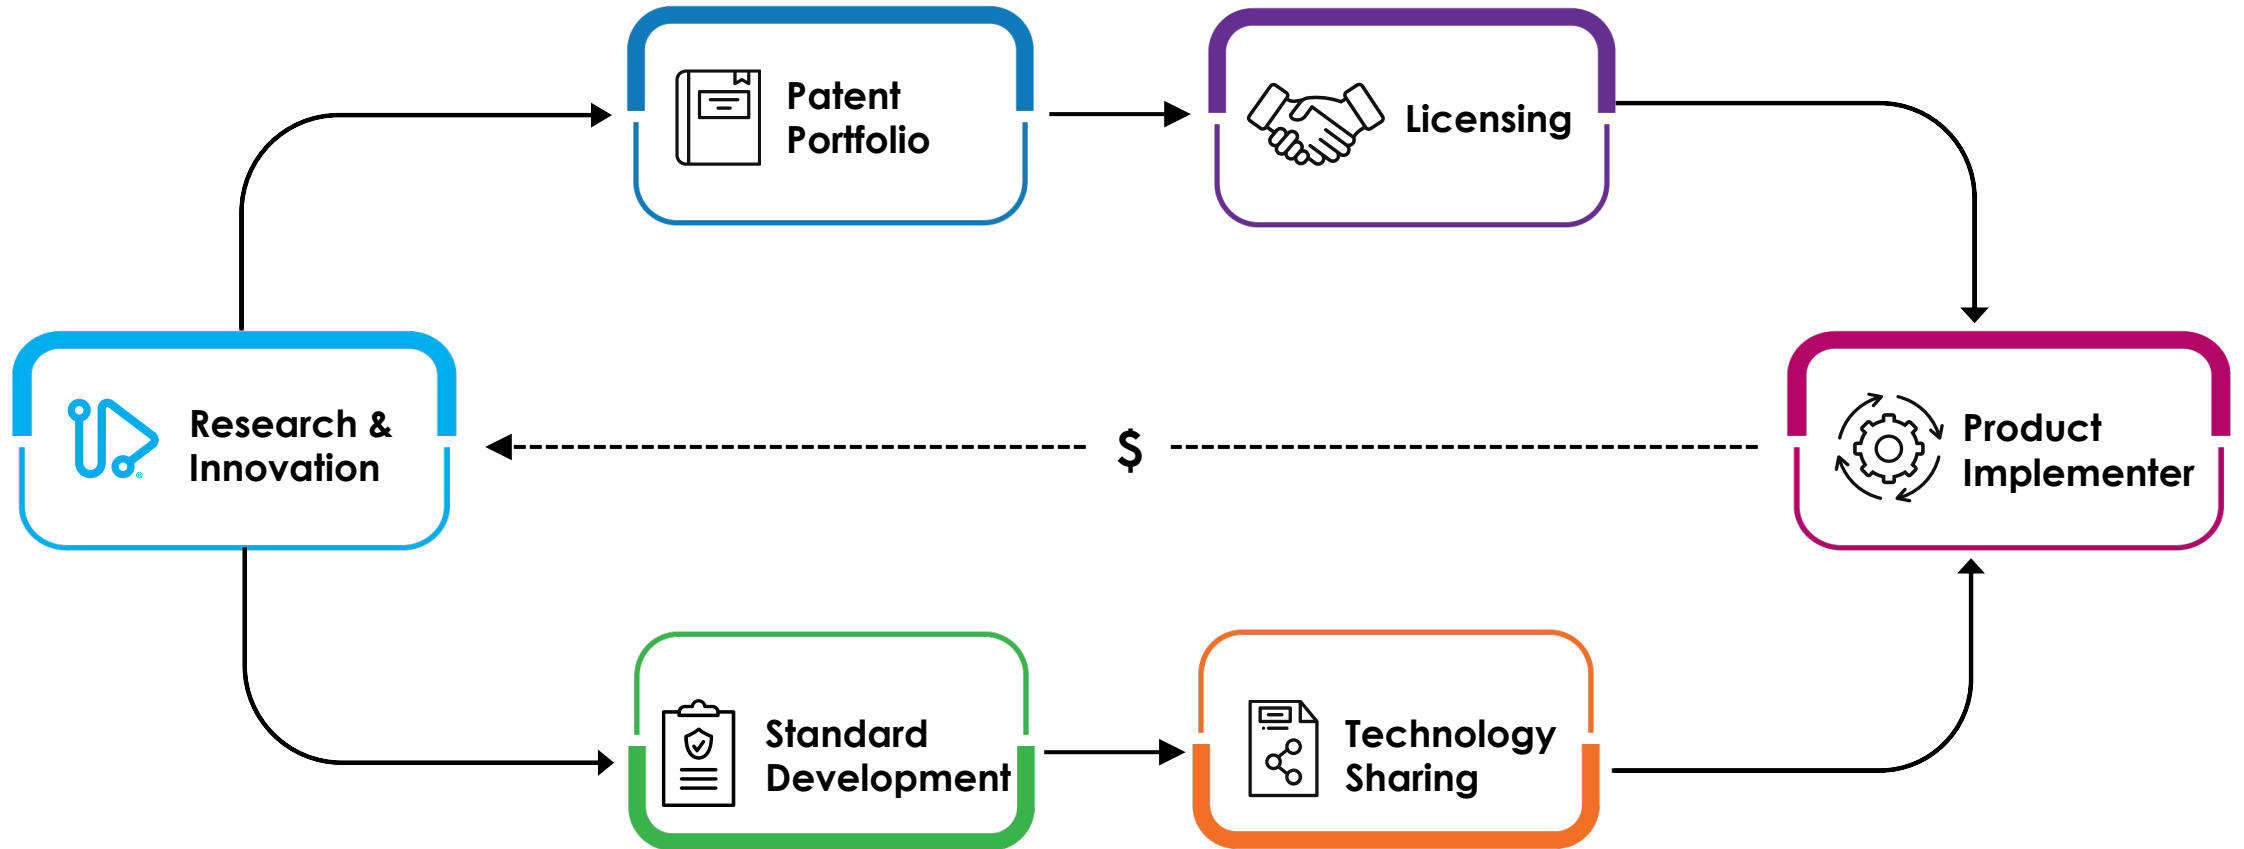 Patent
Portfolio
Licensing
Research &
Innovation
$
Product
Implementer
Standard
Development
Technology
Sharing